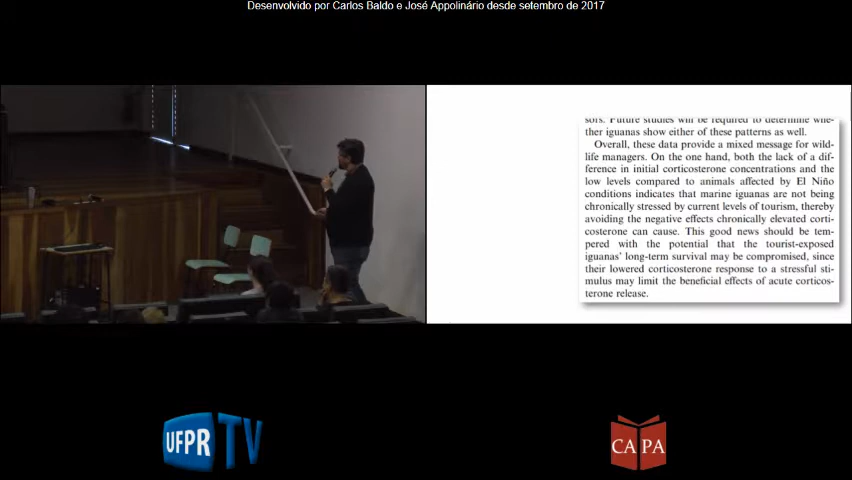 Desenvolvido por Carlos Baldo e José Appolinário desde setembro de 2017
sors. Future studies will be required to determine whe-
ther iguanas show either of these patterns as well.
Overall, these data provide a mixed message for wild-
life managers. On the one hand, both the lack of a dif-
ference in initial corticosterone concentrations and the
low levels compared to animals affected by El Niño
conditions indicates that marine iguanas are not being
chronically stressed by current levels of tourism, thereby
avoiding the negative effects chronically elevated corti-
costerone can cause. This good news should be tem-
pered with the potential that the tourist-exposed
iguanas' long-term survival may be compromised, since
their lowered corticosterone response to a stressful sti-
mulus may limit the beneficial effects of acute corticos-
terone release.
UFPR TV
CAPA